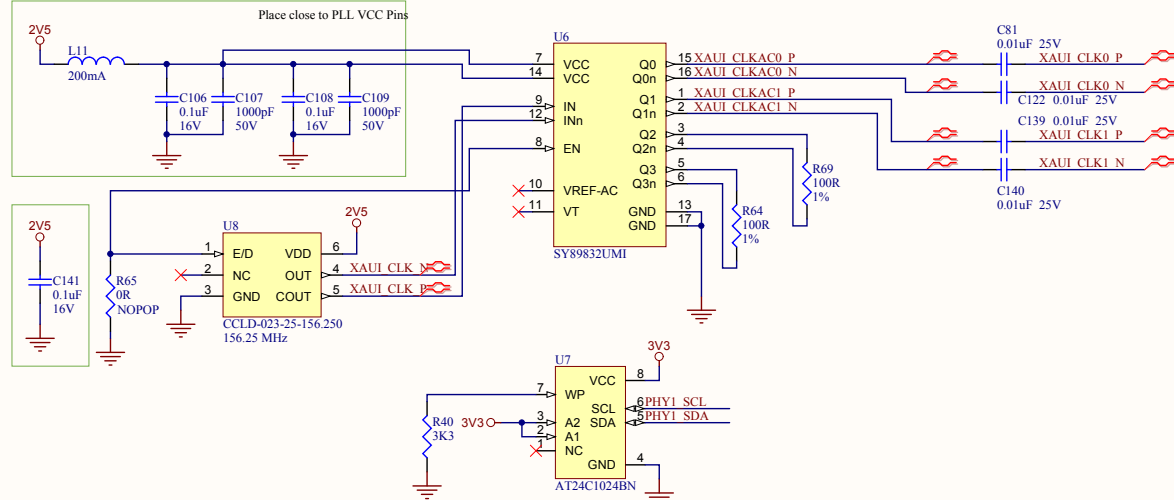 Place close to PLL VCC Pins
2V5
L11
200mA
C106
0.1uF
16V
C107
1000pF
50V
C108
0.1uF
16V
C109
1000pF
50V
U6
7 VCC
14 VCC
9 IN
12 INn
8 EN
10 VREF-AC
11 VT
Q0 15 XAUI_CLKAC0_P
Q0n 16 XAUI_CLKAC0_N
Q1 1 XAUI_CLKAC1_P
Q1n 2 XAUI_CLKAC1_N
Q2 3
Q2n 4
Q3 5
Q3n 6
GND 13
GND 17
SY89832UMI
C81
0.01uF 25V
XAUI_CLK0_P
XAUI_CLK0_N
C122 0.01uF 25V
C139 0.01uF 25V
XAUI_CLK1_P
XAUI_CLK1_N
C140
0.01uF 25V
R69
100R
1%
R64
100R
1%
2V5
C141
0.1uF
16V
R65
0R
NOPOP
U8
2V5
1 E/D
2 NC
3 GND
VDD 6
OUT 4 XAUI_CLK_N
COUT 5 XAUI_CLK_P
CCLD-023-25-156.250
156.25 MHz
U7
3V3
7 WP
3V3
3 A2
2 A1
1 NC
VCC 8
SCL 6 PHY1_SCL
SDA 5 PHY1_SDA
GND 4
R40
3K3
AT24C1024BN